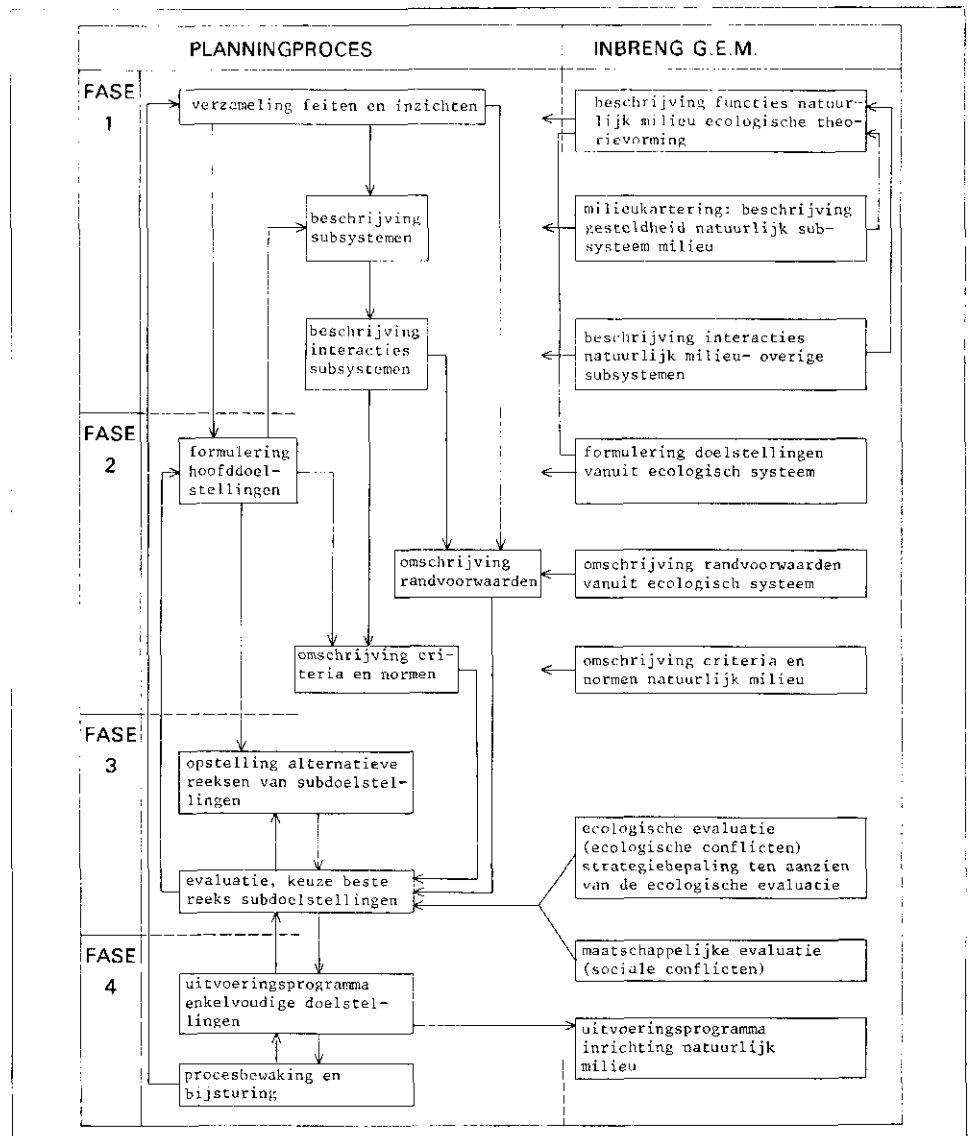 PLANNINGPROCES
INBRENG G.E.M.
FASE
1
verzameling feiten en inzichten
beschrijving functies natuur-
lijk milieu ecologische theo-
rievorming
beschrijving
subsystemen
milieukartering: beschrijving
gesteldheid natuurlijk sub-
systeem milieu
beschrijving
interacties
subsystemen
beschrijving interacties
natuurlijk milieu- overige
subsystemen
FASE
2
formulering
hoofddoel-
stellingen
formulering doelstellingen
vanuit ecologisch systeem
omschrijving
randvoorwaarden
omschrijving randvoorwaarden
vanuit ecologisch systeem
omschrijving cri-
teria en normen
omschrijving criteria en
normen natuurlijk milieu
FASE
3
opstelling alternatieve
reeksen van subdoelstel-
lingen
ecologische evaluatie
(ecologische conflicten)
strategiebepaling ten aanzien
van de ecologische evaluatie
evaluatie, keuze beste
reeks subdoelstellingen
maatschappelijke evaluatie
(sociale conflicten)
FASE
4
uitvoeringsprogramma
enkelvoudige doelstel-
lingen
uitvoeringsprogramma
inrichting natuurlijk
milieu
procesbewaking en
bijsturing